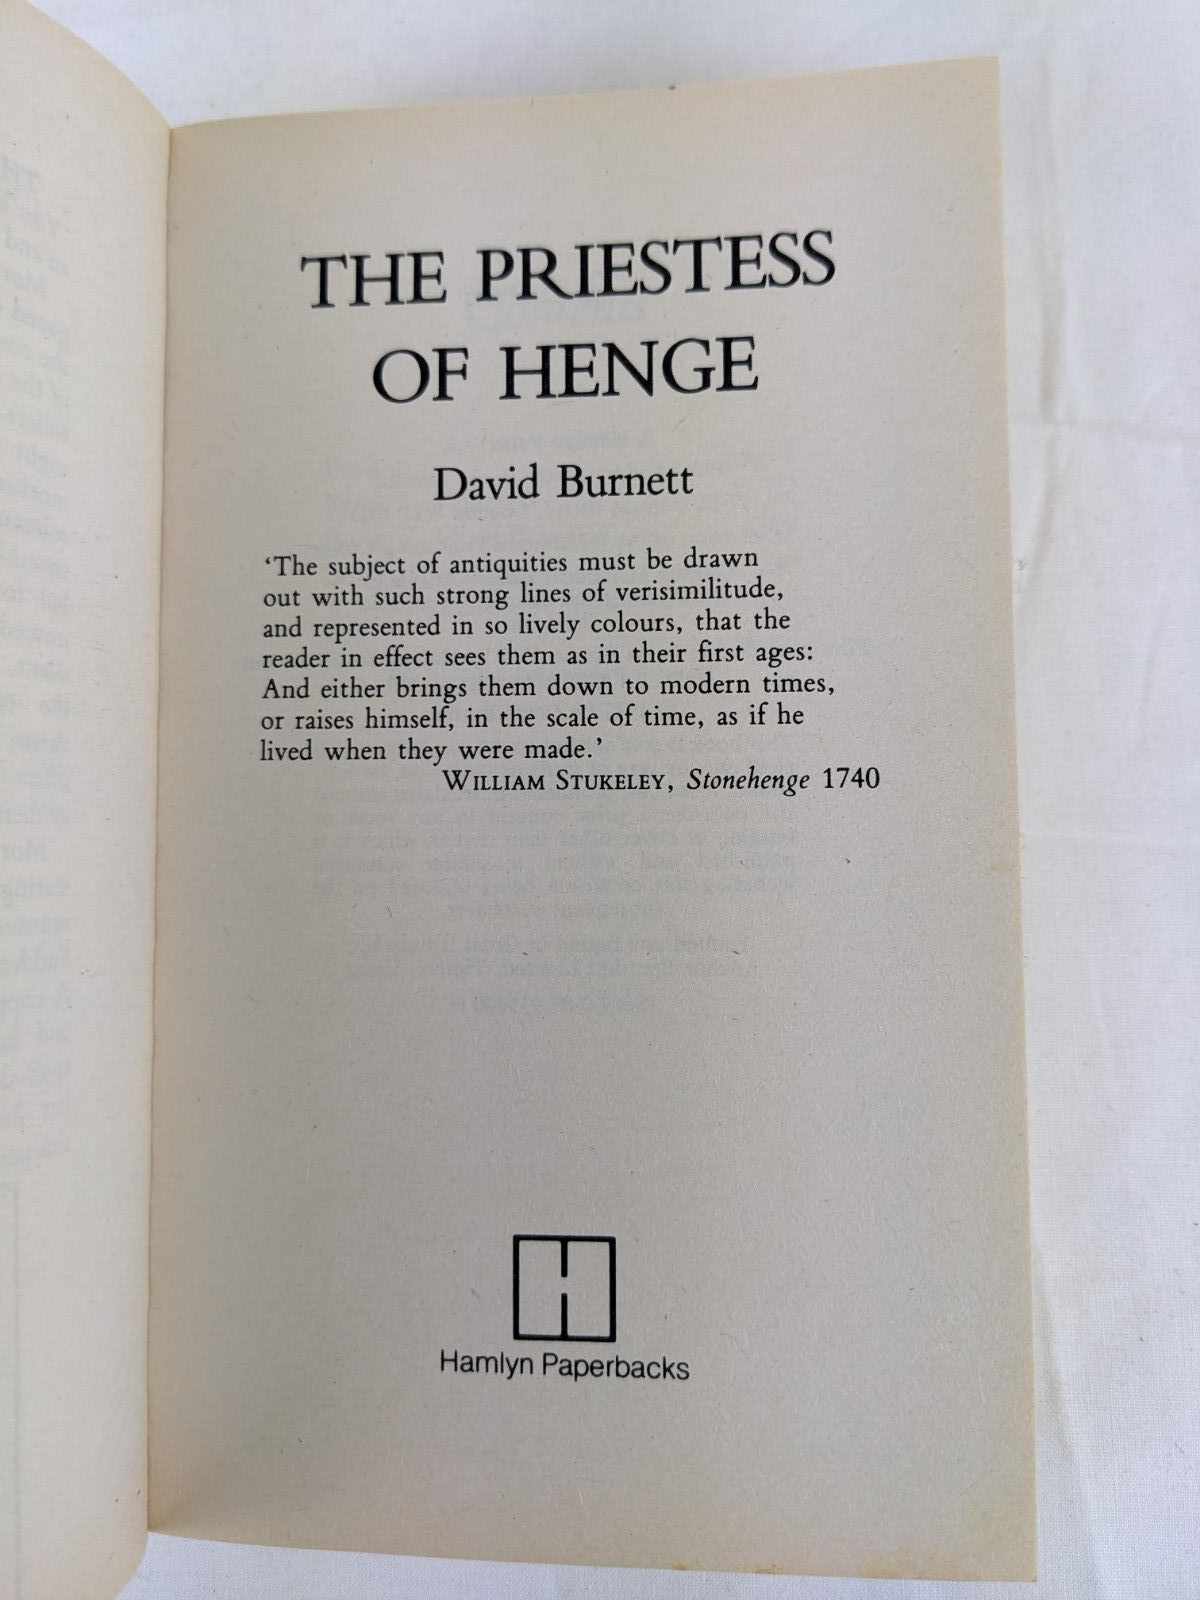 THE PRIESTESS
OF HENGE
David Burnett
‘The subject of antiquities must be drawn
out with such strong lines of verisimilitude,
and represented in so lively colours, that the
reader in effect sees them as in their first ages:
And either brings them down to modern times,
or raises himself, in the scale of time, as if he
lived when they were made.’
WILLIAM STUKELEY, Stonehenge 1740
Hamlyn Paperbacks